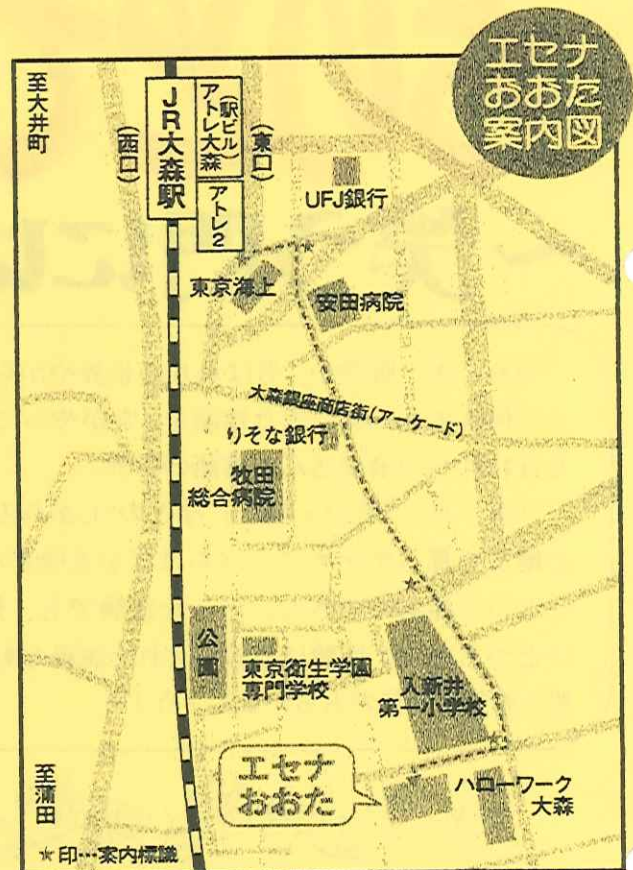 エセナ
おおた
案内図
至大井町
(西口)
JR大森駅
(駅ビル)
アトレ大森
アトレ2
(東口)
UFJ銀行
東京海上
安田病院
大森銀座商店街(アーケード)
りそな銀行
牧田
総合病院
公園
東京衛生学園
専門学校
入新井
第一小学校
エセナ
おおた
ハローワーク
大森
至蒲田
★印…案内標識